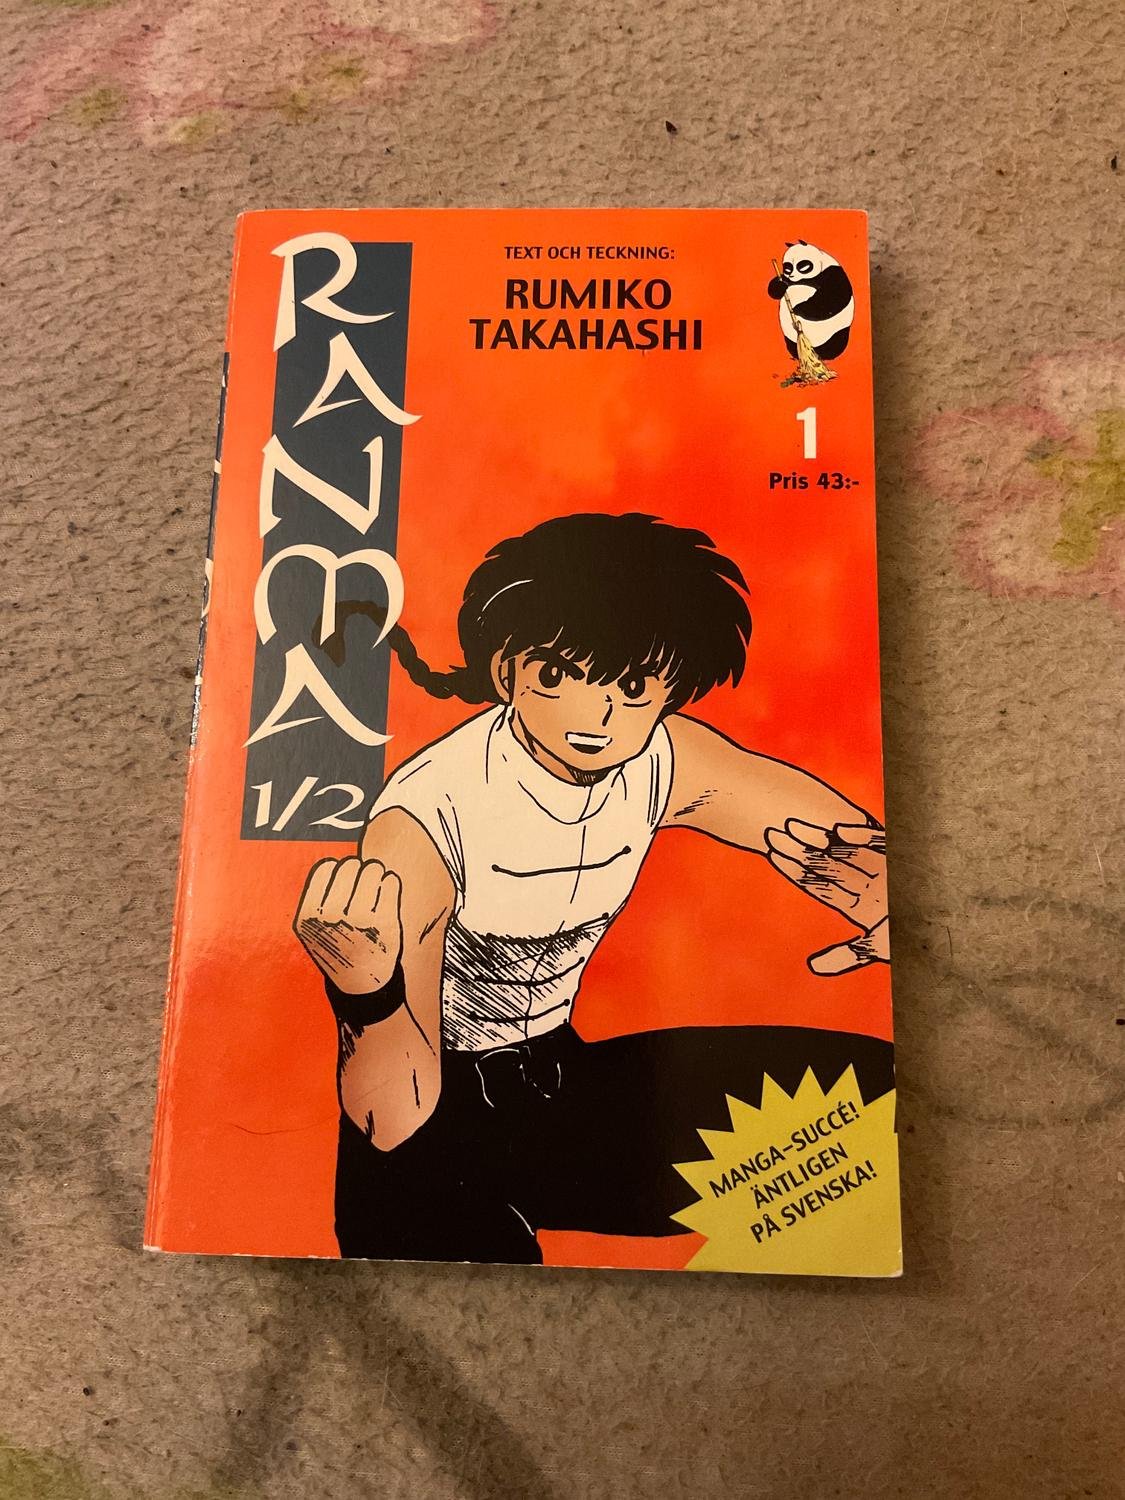 RANMA
1/2
TEXT OCH TECKNING:
RUMIKO
TAKAHASHI
1
Pris 43:-
MANGA-SUCCÉ!
ÄNTLIGEN
PÅ SVENSKA!